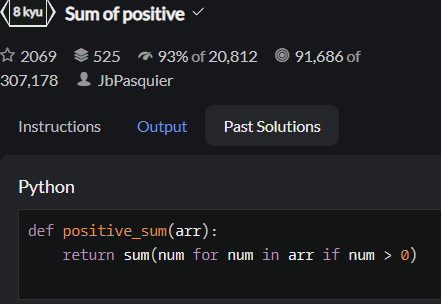 8 kyu Sum of positive
2069 525 93% of 20,812 91,686 of
307,178 JbPasquier
Instructions Output Past Solutions
Python
def positive_sum(arr):
    return sum(num for num in arr if num > 0)